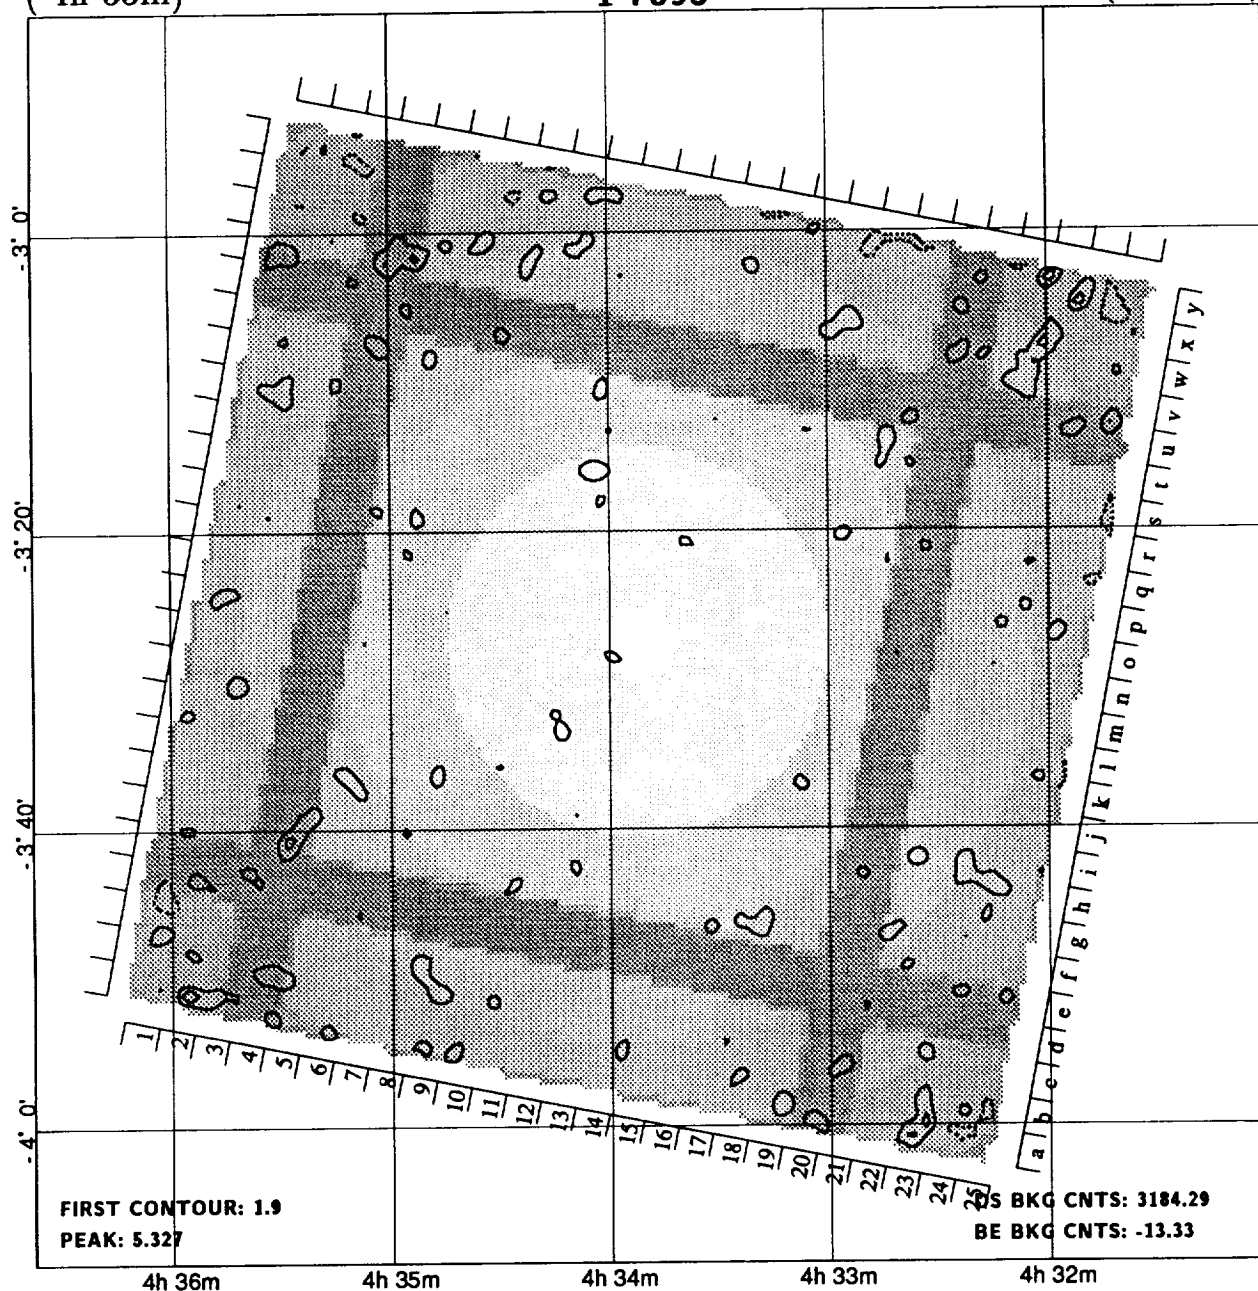 -3° 0'
-3° 20'
-3° 40'
-4° 0'
y
x
w
v
u
t
s
r
q
p
o
n
m
l
k
j
i
h
g
f
e
d
c
b
a
1
2
3
4
5
6
7
8
9
10
11
12
13
14
15
16
17
18
19
20
21
22
23
24
25
FIRST CONTOUR: 1.9
PEAK: 5.327
BKG CNTS: 3184.29
BE BKG CNTS: -13.33
4h 36m
4h 35m
4h 34m
4h 33m
4h 32m